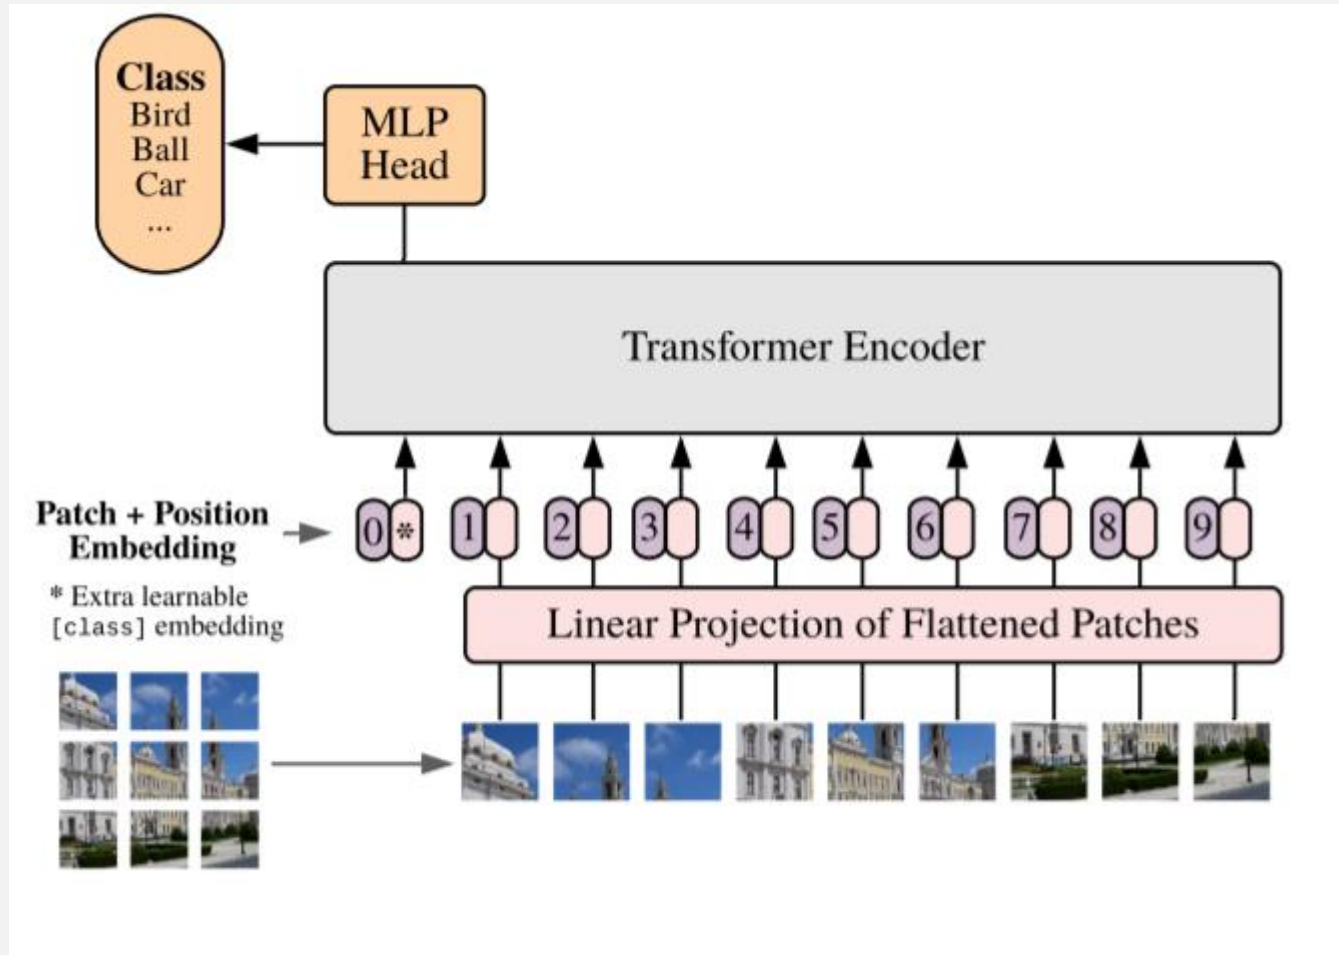 Class
Bird
Ball
Car
...
MLP
Head
Transformer Encoder
Patch + Position
Embedding
0 * 1 2 3 4 5 6 7 8 9
* Extra learnable
[class] embedding
Linear Projection of Flattened Patches